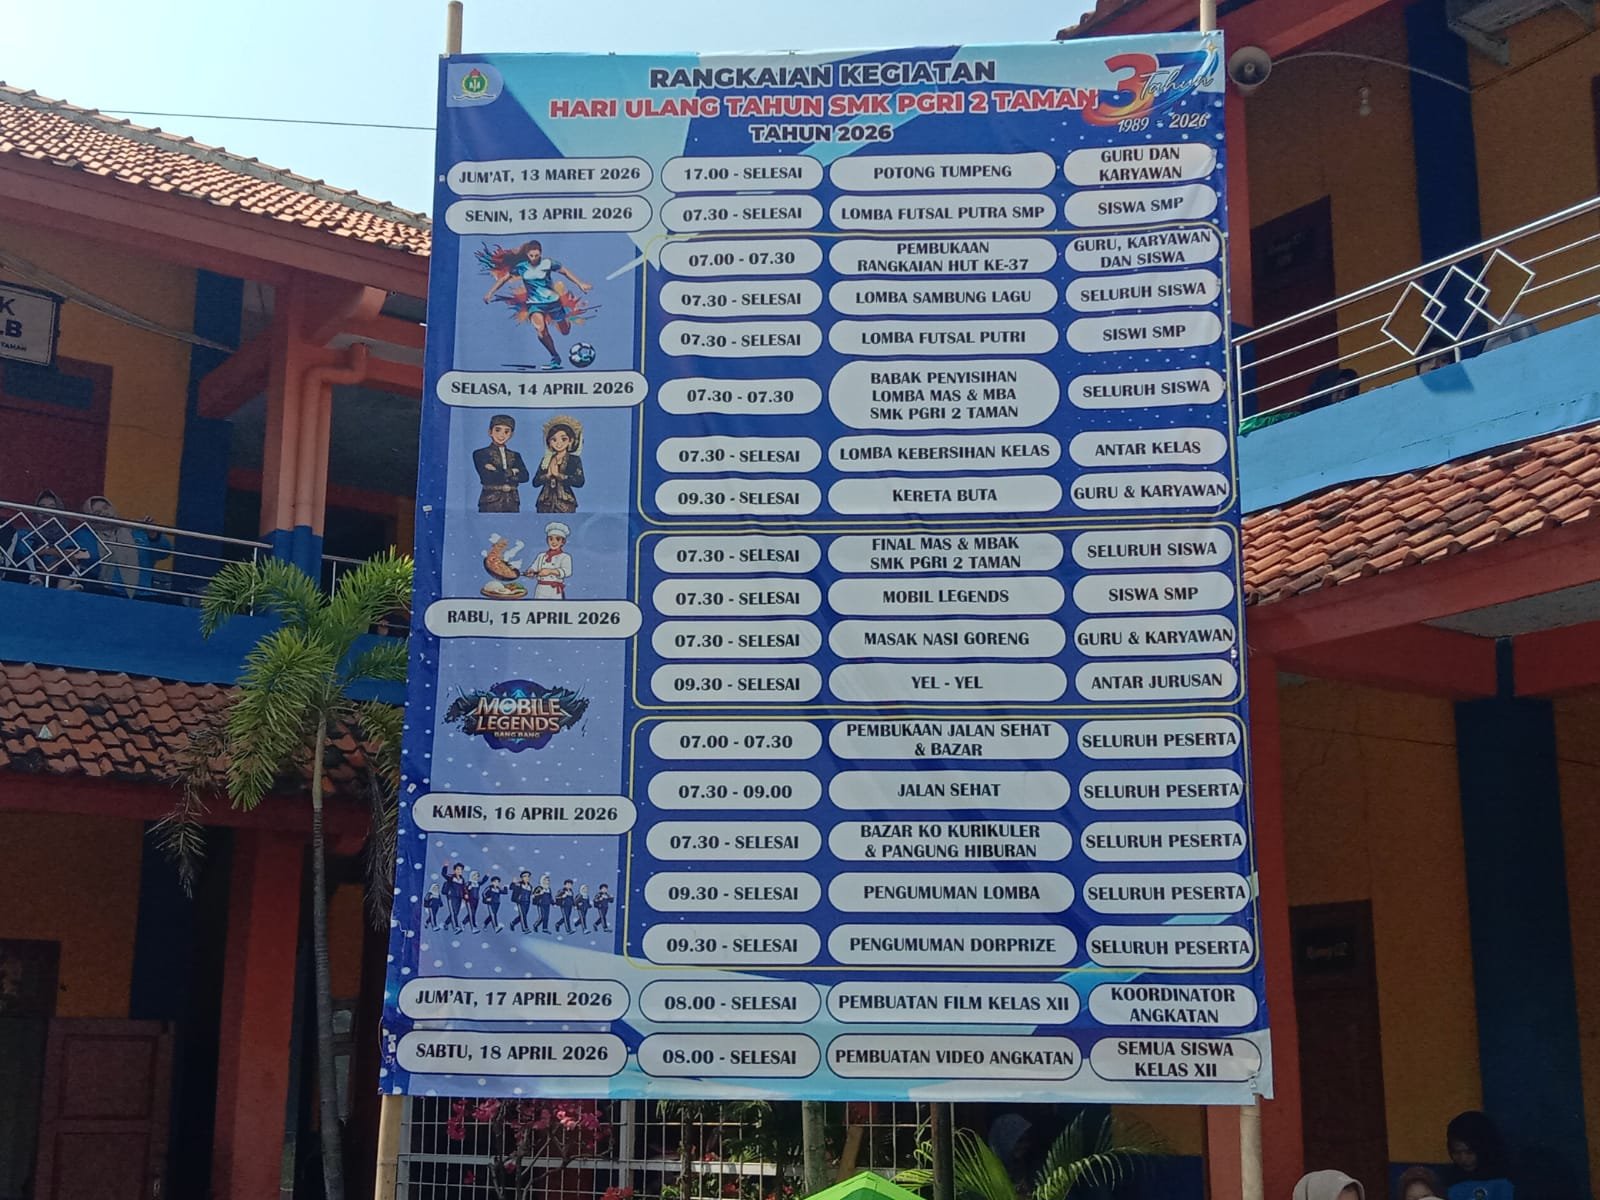 RANGKAIAN KEGIATAN
HARI ULANG TAHUN SMK PGRI 2 TAMAN
TAHUN 2026
37 Tahun
1989 - 2026
JUM'AT, 13 MARET 2026 17.00 - SELESAI POTONG TUMPENG GURU DAN KARYAWAN
SENIN, 13 APRIL 2026 07.30 - SELESAI LOMBA FUTSAL PUTRA SMP SISWA SMP
SELASA, 14 APRIL 2026
07.00 - 07.30 PEMBUKAAN RANGKAIAN HUT KE-37 GURU, KARYAWAN DAN SISWA
07.30 - SELESAI LOMBA SAMBUNG LAGU SELURUH SISWA
07.30 - SELESAI LOMBA FUTSAL PUTRI SISWI SMP
07.30 - 07.30 BABAK PENYISIHAN LOMBA MAS & MBA SMK PGRI 2 TAMAN SELURUH SISWA
07.30 - SELESAI LOMBA KEBERSIHAN KELAS ANTAR KELAS
09.30 - SELESAI KERETA BUTA GURU & KARYAWAN
RABU, 15 APRIL 2026
07.30 - SELESAI FINAL MAS & MBAK SMK PGRI 2 TAMAN SELURUH SISWA
07.30 - SELESAI MOBIL LEGENDS SISWA SMP
07.30 - SELESAI MASAK NASI GORENG GURU & KARYAWAN
09.30 - SELESAI YEL - YEL ANTAR JURUSAN
MOBILE
LEGENDS
BANG BANG
KAMIS, 16 APRIL 2026
07.00 - 07.30 PEMBUKAAN JALAN SEHAT & BAZAR SELURUH PESERTA
07.30 - 09.00 JALAN SEHAT SELURUH PESERTA
07.30 - SELESAI BAZAR KO KURIKULER & PANGUNG HIBURAN SELURUH PESERTA
09.30 - SELESAI PENGUMUMAN LOMBA SELURUH PESERTA
09.30 - SELESAI PENGUMUMAN DORPRIZE SELURUH PESERTA
JUM'AT, 17 APRIL 2026 08.00 - SELESAI PEMBUATAN FILM KELAS XII KOORDINATOR ANGKATAN
SABTU, 18 APRIL 2026 08.00 - SELESAI PEMBUATAN VIDEO ANGKATAN SEMUA SISWA KELAS XII
TAMAN